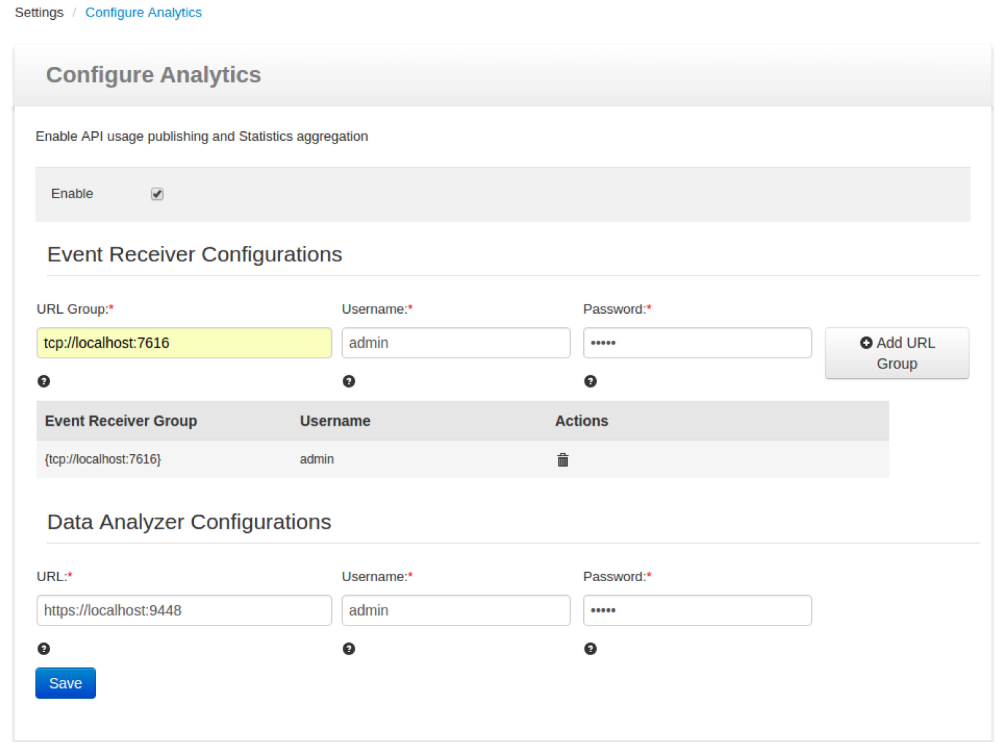 Settings / Configure Analytics
Configure Analytics
Enable API usage publishing and Statistics aggregation
Enable
Event Receiver Configurations
URL Group:* Username:* Password:*
tcp://localhost:7616 admin ••••• Add URL
Group
Event Receiver Group Username Actions
{tcp://localhost:7616} admin
Data Analyzer Configurations
URL:* Username:* Password:*
https://localhost:9448 admin •••••
Save